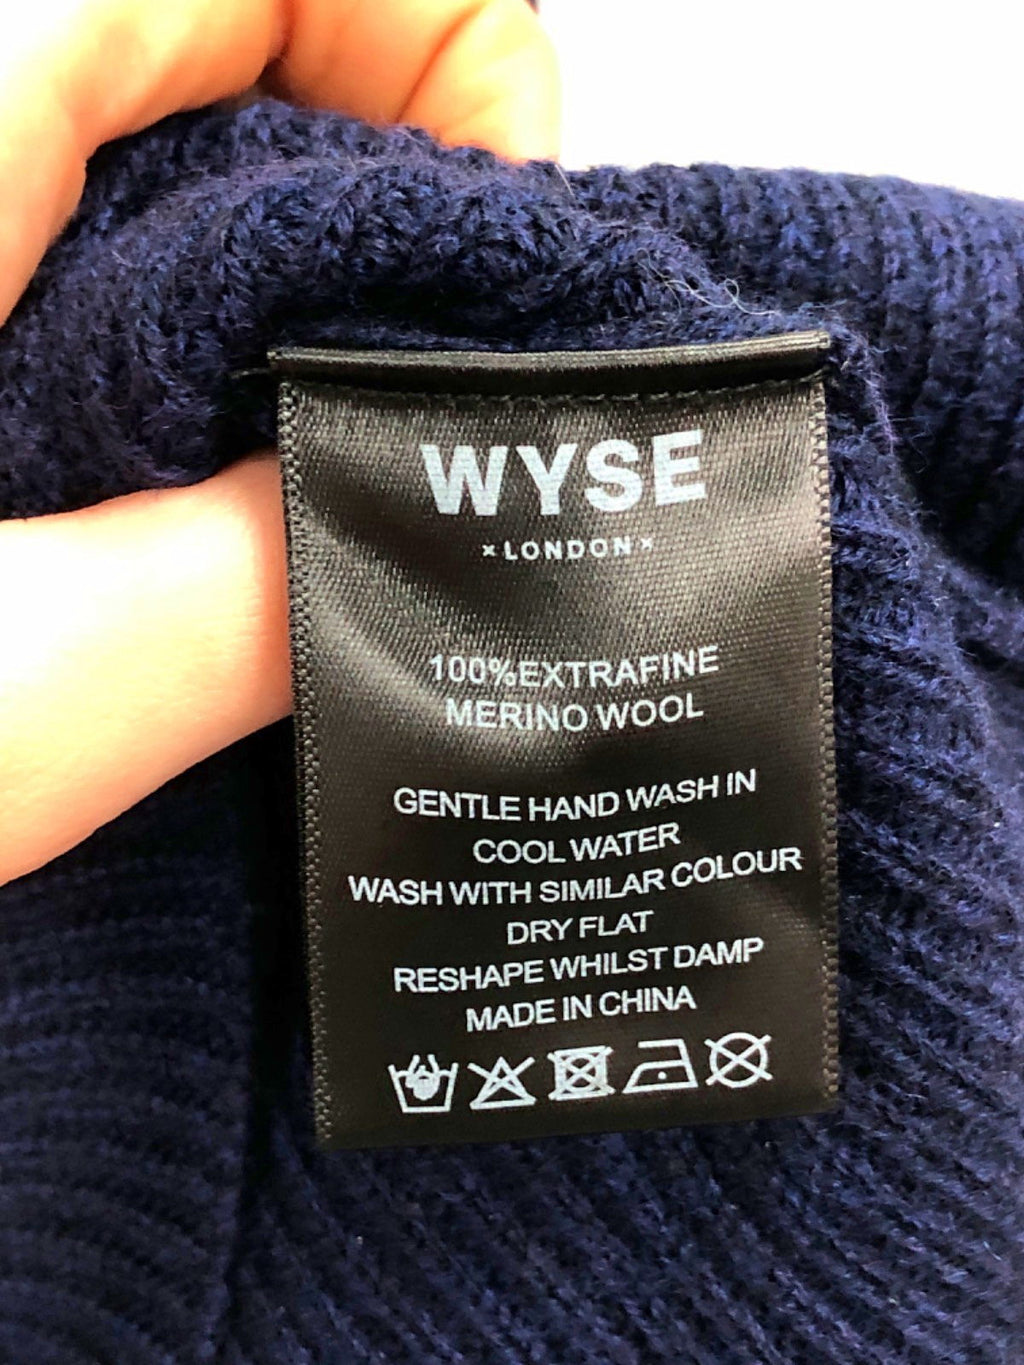 WYSE
×LONDON×
100%EXTRAFINE
MERINO WOOL
GENTLE HAND WASH IN
COOL WATER
WASH WITH SIMILAR COLOUR
DRY FLAT
RESHAPE WHILST DAMP
MADE IN CHINA